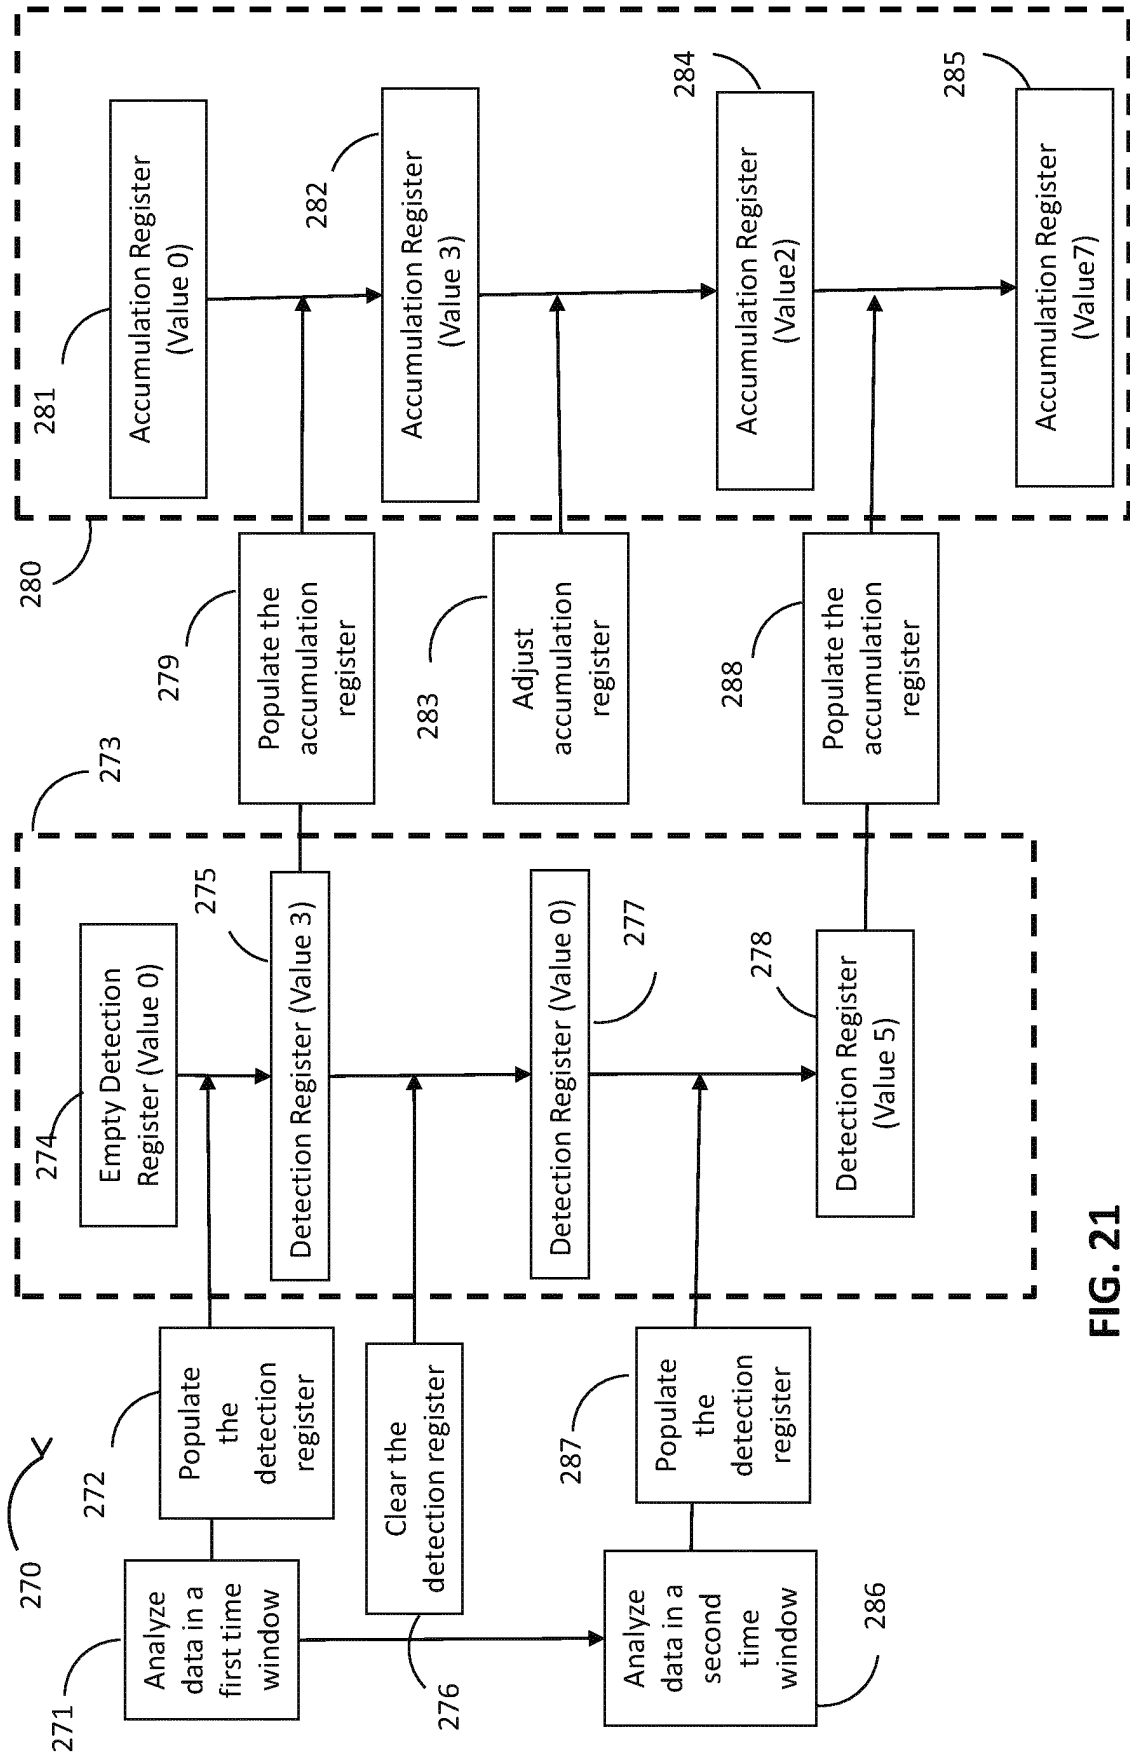 270
271
Analyze
data in a
first time
window
272
Populate
the
detection
register
276
Clear the
detection register
286
Analyze
data in a
second
time
window
287
Populate
the
detection
register
273
274
Empty Detection
Register (Value 0)
275
Detection Register (Value 3)
277
Detection Register (Value 0)
278
Detection Register
(Value 5)
279
Populate the
accumulation
register
283
Adjust
accumulation
register
288
Populate the
accumulation
register
280
281
Accumulation Register
(Value 0)
282
Accumulation Register
(Value 3)
284
Accumulation Register
(Value2)
285
Accumulation Register
(Value7)
FIG. 21